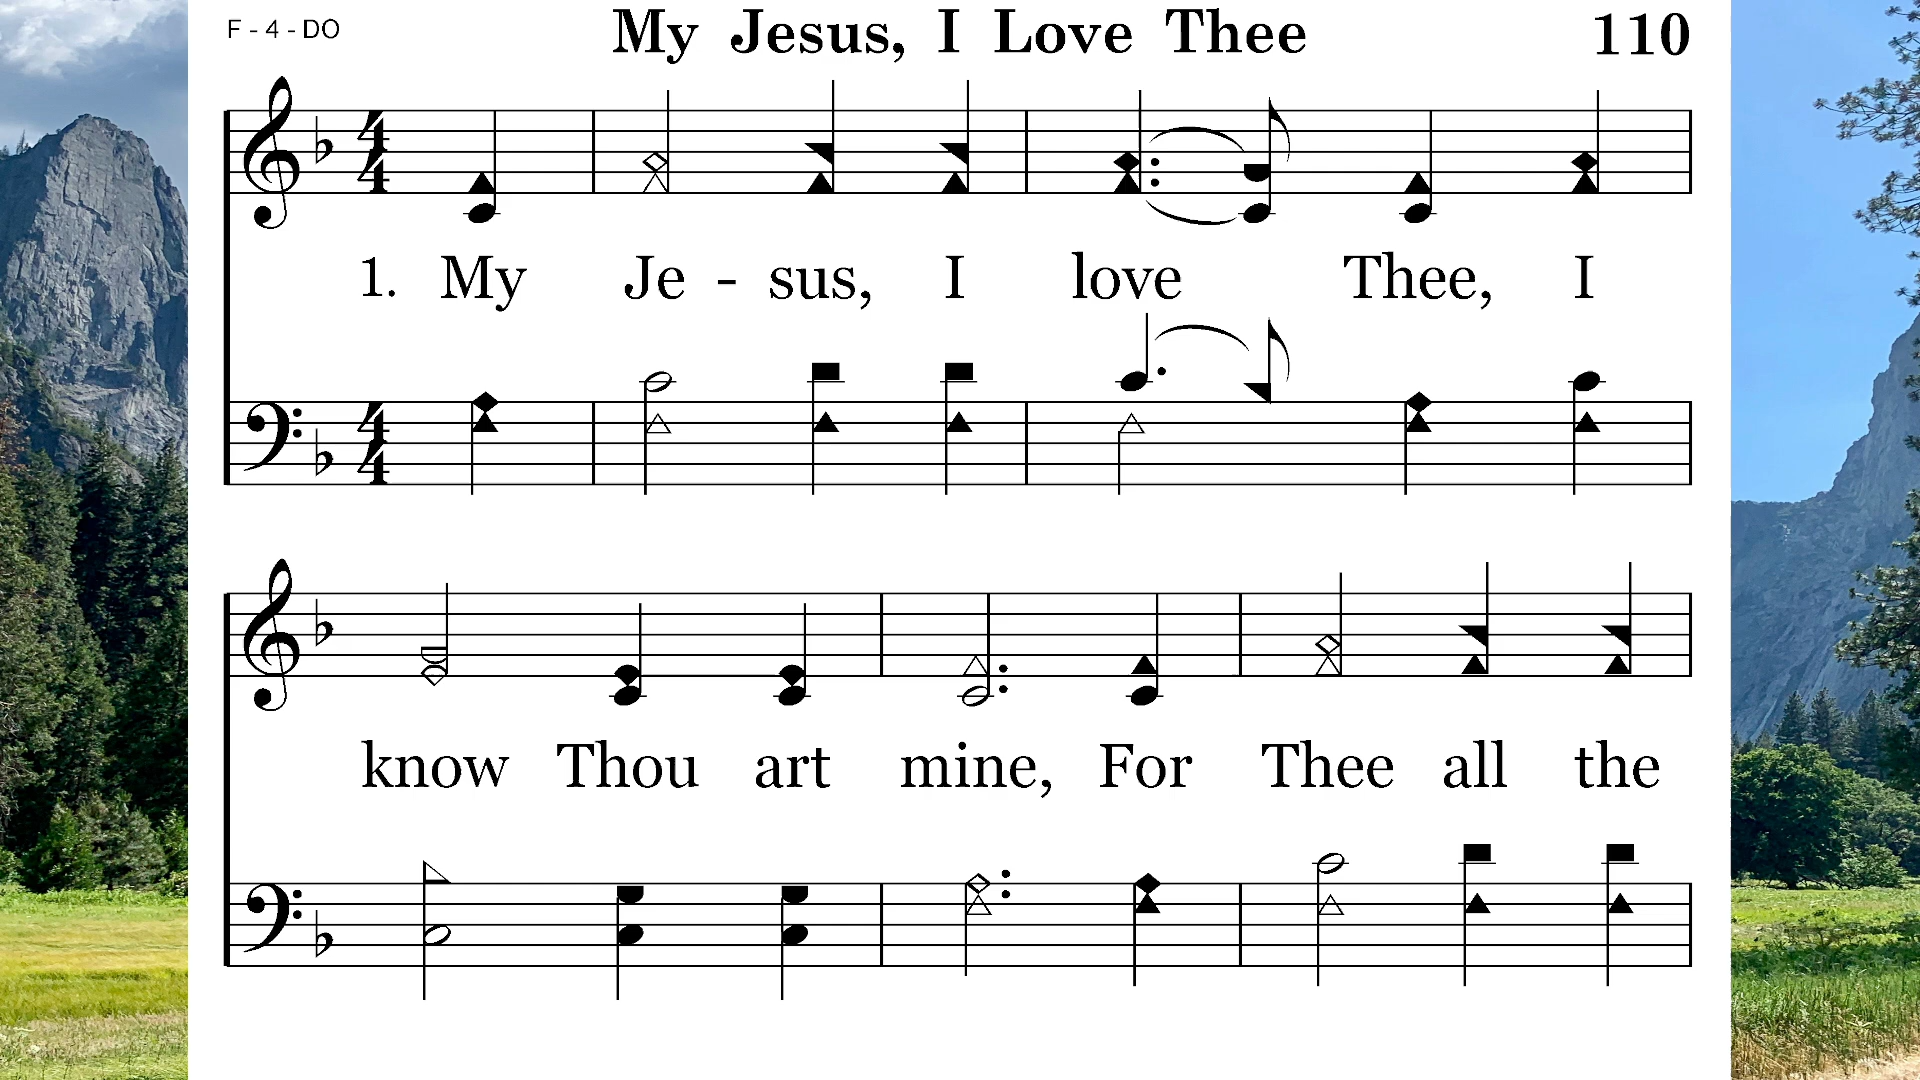 F - 4 - DO My Jesus, I Love Thee 110
1. My Je - sus, I love Thee, I
know Thou art mine, For Thee all the